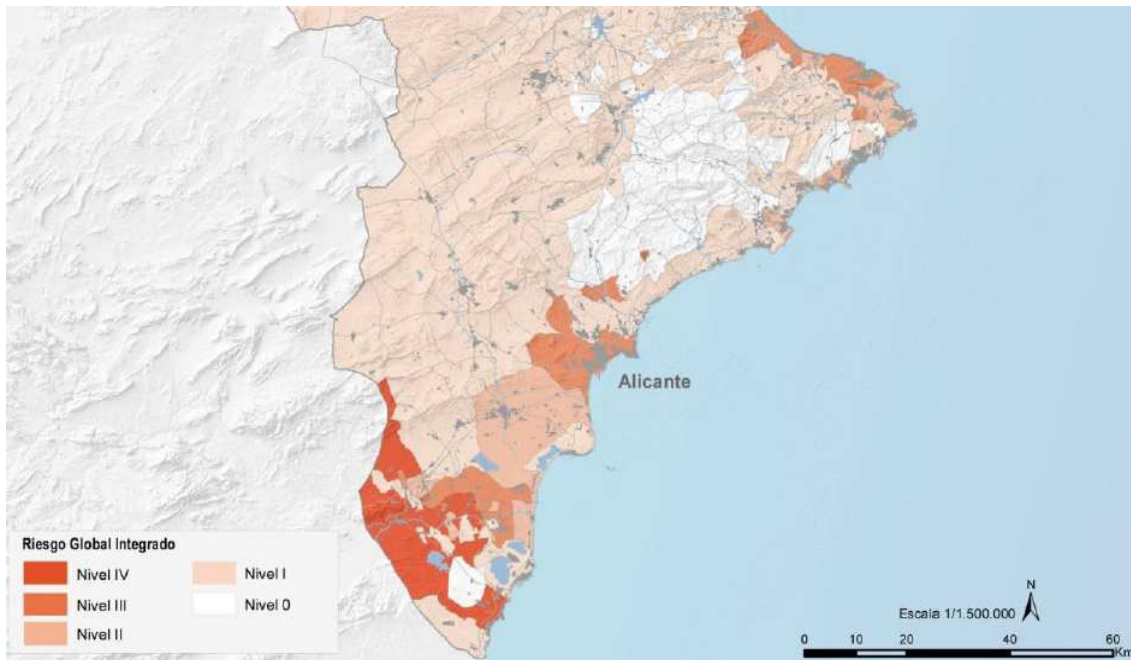 Alicante
Riesgo Global Integrado
Nivel IV
Nivel I
Nivel III
Nivel 0
Nivel II
N
Escala 1/1.500.000
0 10 20 40 60
Km